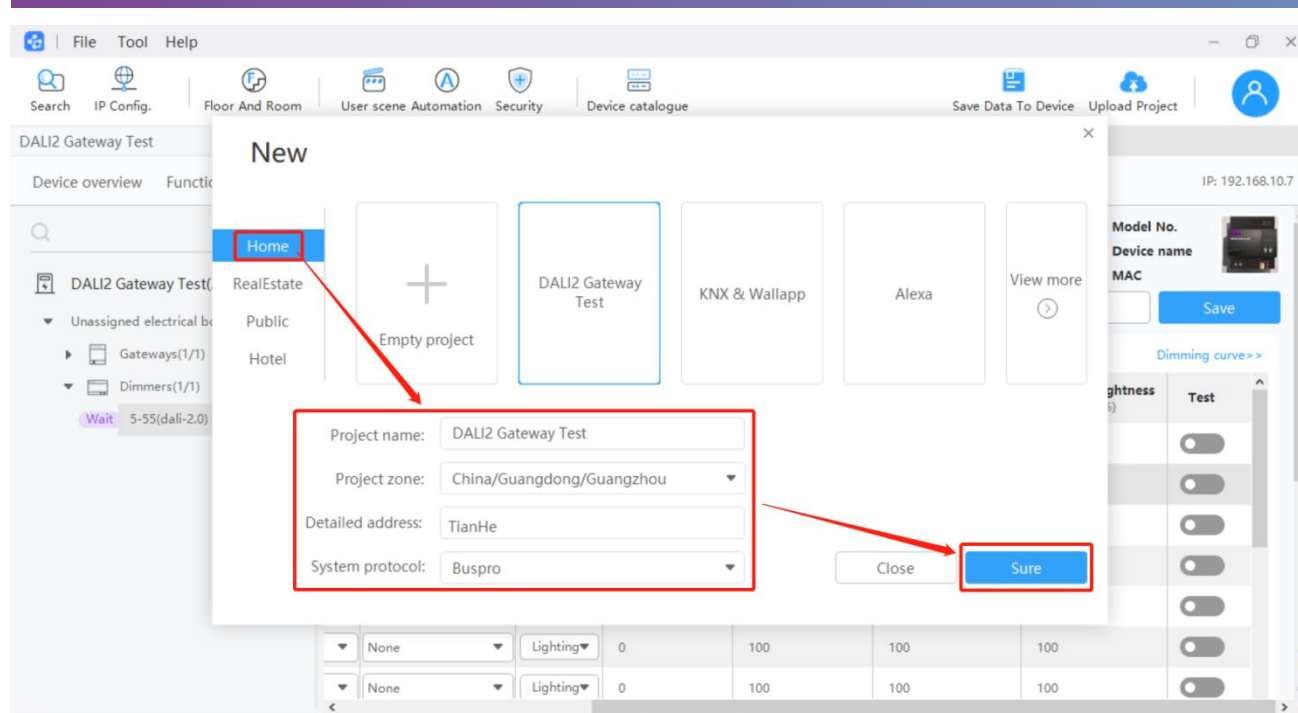 File Tool Help
Search IP Config. Floor And Room User scene Automation Security Device catalogue Save Data To Device Upload Project
DALI2 Gateway Test
New
Device overview Functic
IP: 192.168.10.7
Home
RealEstate
Public
Hotel
Empty project
DALI2 Gateway
Test
KNX & Wallapp
Alexa
View more
Model No.
Device name
MAC
Save
DALI2 Gateway Test(
Unassigned electrical bo
Gateways(1/1)
Dimmers(1/1)
Wait 5-55(dali-2.0)
Dimming curve>>
ghtness
Test
Project name: DALI2 Gateway Test
Project zone: China/Guangdong/Guangzhou
Detailed address: TianHe
System protocol: Buspro
Close
Sure
None Lighting 0 100 100 100
None Lighting 0 100 100 100